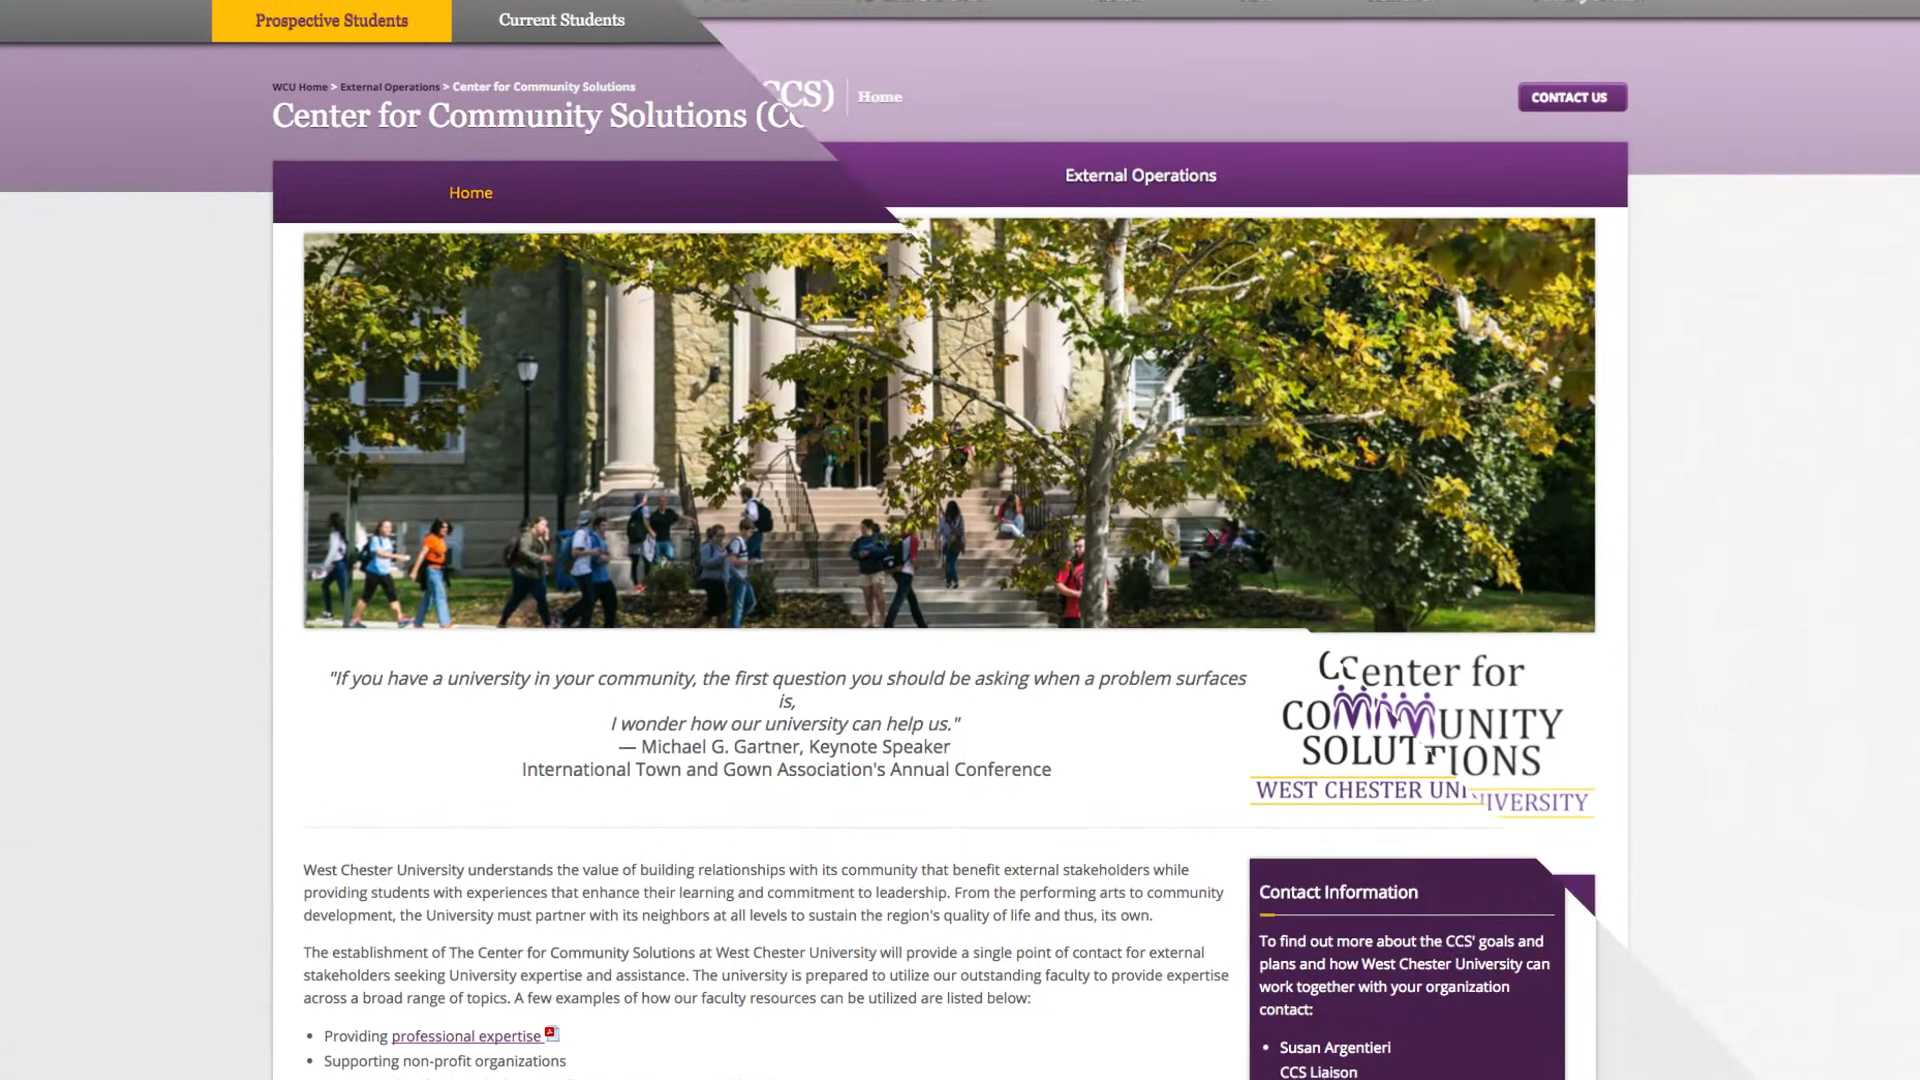 Prospective Students
Current Students
WCU Home > External Operations > Center for Community Solutions
Center for Community Solutions (CC
CCS)
Home
CONTACT US
Home
External Operations
"If you have a university in your community, the first question you should be asking when a problem surfaces
is,
I wonder how our university can help us."
— Michael G. Gartner, Keynote Speaker
International Town and Gown Association's Annual Conference
Center for
COMMUNITY
SOLUTIONS
WEST CHESTER UNIVERSITY
West Chester University understands the value of building relationships with its community that benefit external stakeholders while
providing students with experiences that enhance their learning and commitment to leadership. From the performing arts to community
development, the University must partner with its neighbors at all levels to sustain the region's quality of life and thus, its own.
The establishment of The Center for Community Solutions at West Chester University will provide a single point of contact for external
stakeholders seeking University expertise and assistance. The university is prepared to utilize our outstanding faculty to provide expertise
across a broad range of topics. A few examples of how our faculty resources can be utilized are listed below:
• Providing professional expertise
• Supporting non-profit organizations
Contact Information
To find out more about the CCS' goals and
plans and how West Chester University can
work together with your organization
contact:
• Susan Argentieri
CCS Liaison